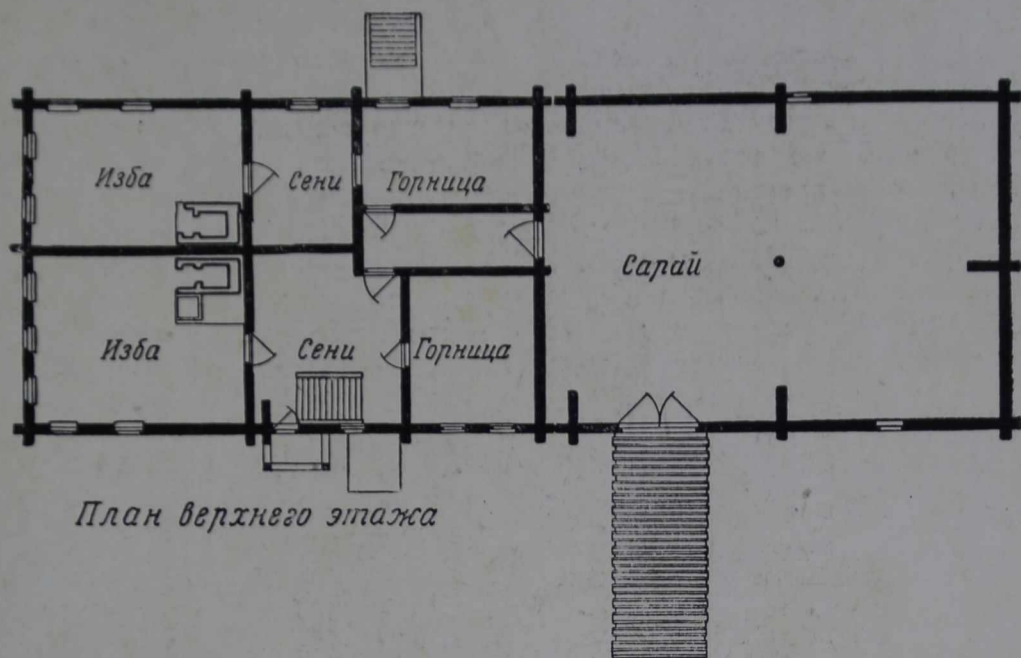 Изба
Сени
Горница
Сарай
Изба
Сени
Горница
План верхнего этажа